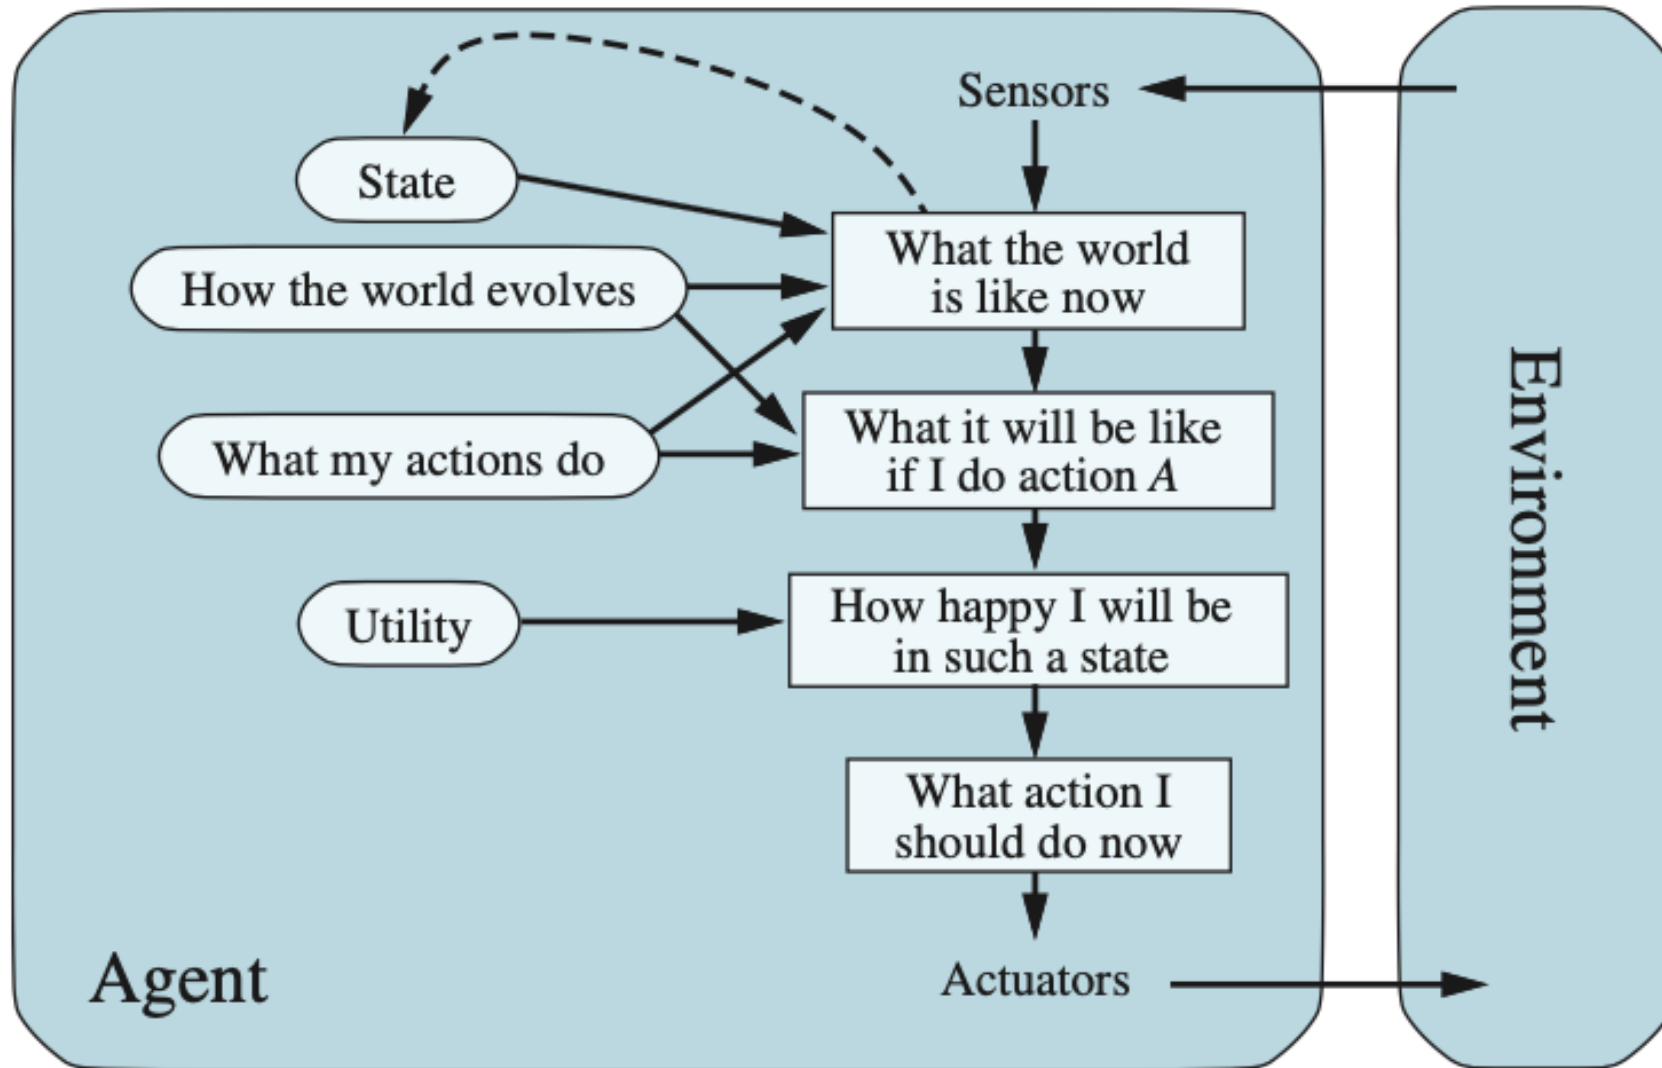 Sensors
State
What the world
is like now
How the world evolves
What it will be like
if I do action A
What my actions do
How happy I will be
in such a state
Utility
What action I
should do now
Actuators
Agent
Environment